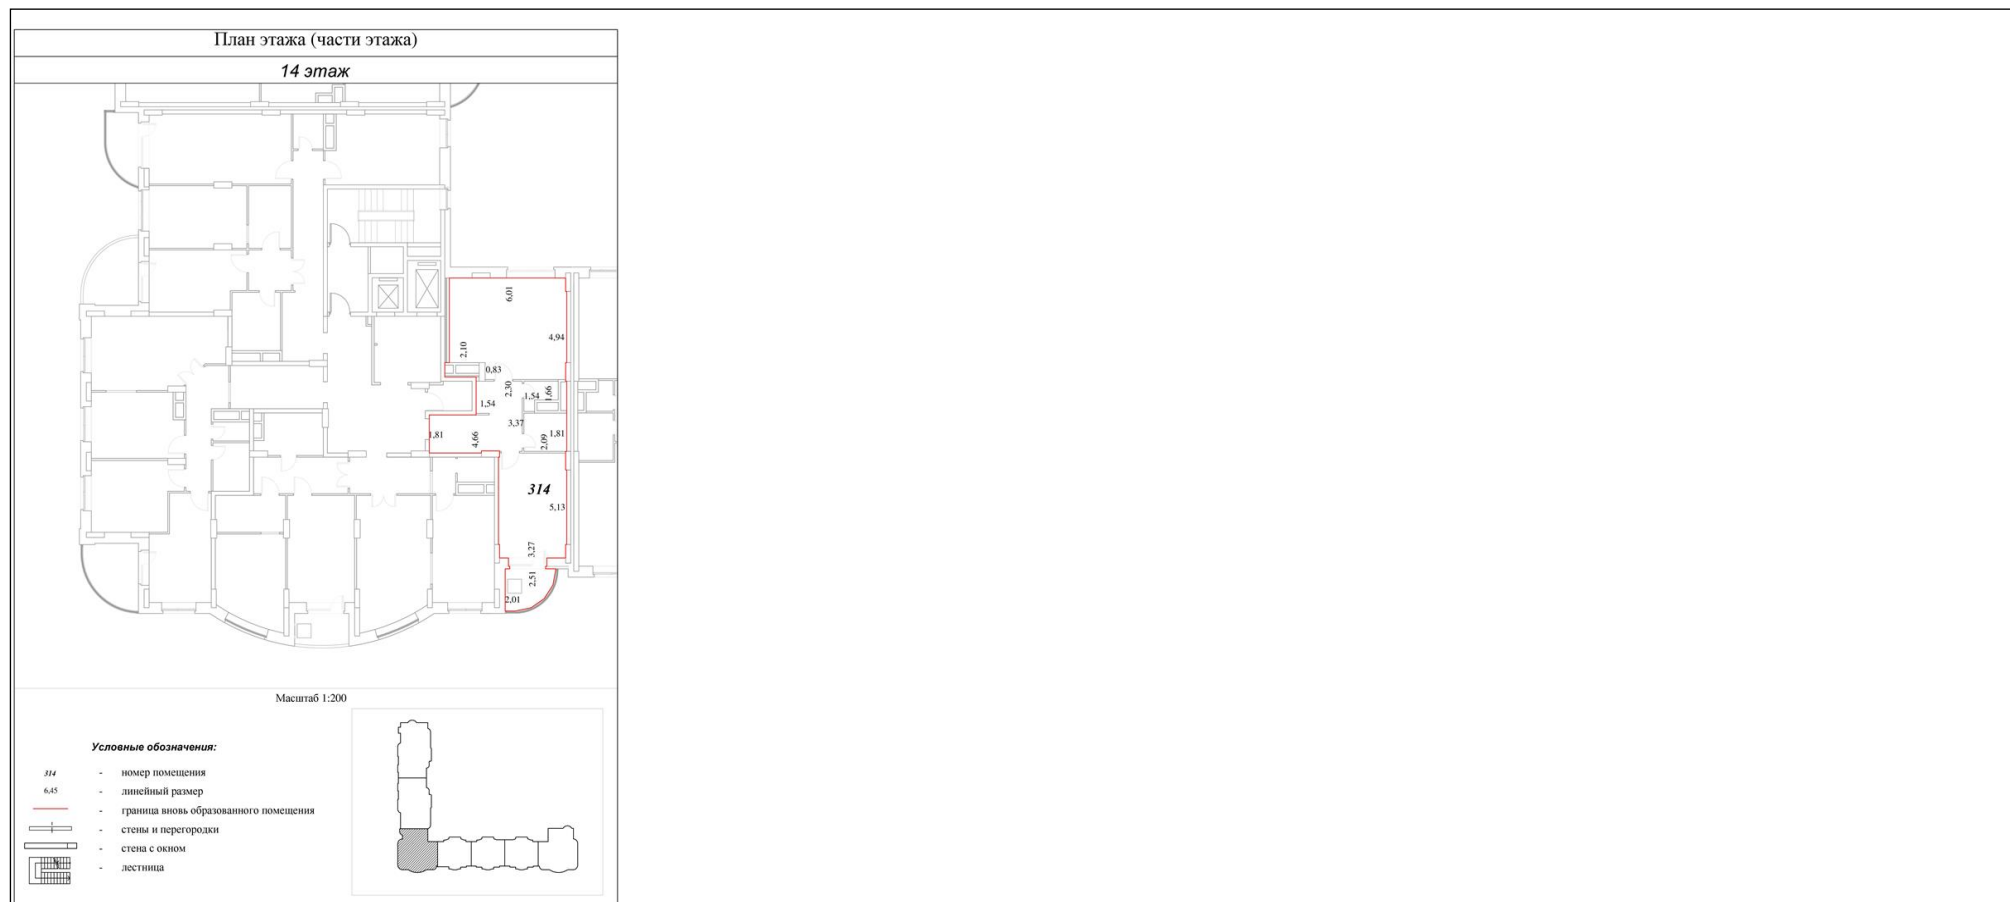 План этажа (части этажа)
14 этаж
6,01
4,94
2,10
0,83
2,30
1,54
1,66
1,54
3,37
1,81
4,66
2,09
1,81
314
5,13
3,27
2,51
2,01
Масштаб 1:200
Условные обозначения:
314 - номер помещения
6,45 - линейный размер
- граница вновь образованного помещения
- стены и перегородки
- стена с окном
- лестница